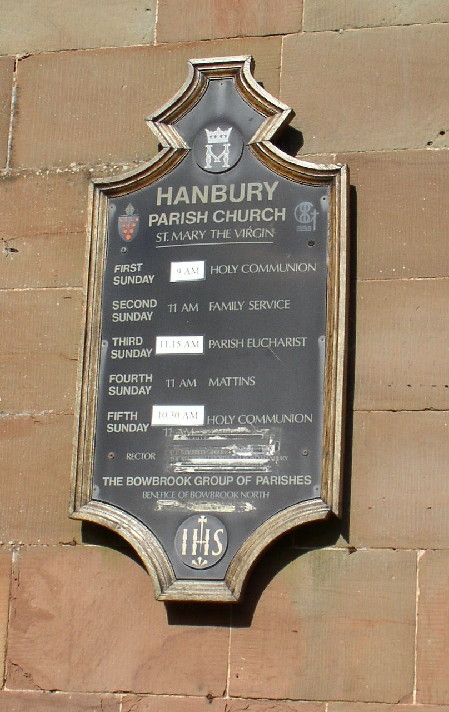 M
HANBURY
PARISH CHURCH
ST. MARY THE VIRGIN
FIRST SUNDAY 9 AM HOLY COMMUNION
SECOND SUNDAY 11 AM FAMILY SERVICE
THIRD SUNDAY 11.15 AM PARISH EUCHARIST
FOURTH SUNDAY 11 AM MATTINS
FIFTH SUNDAY 10.30 AM HOLY COMMUNION
11 AM
RECTOR
THE BOWBROOK GROUP OF PARISHES
BENEFICE OF BOWBROOK NORTH
IHS